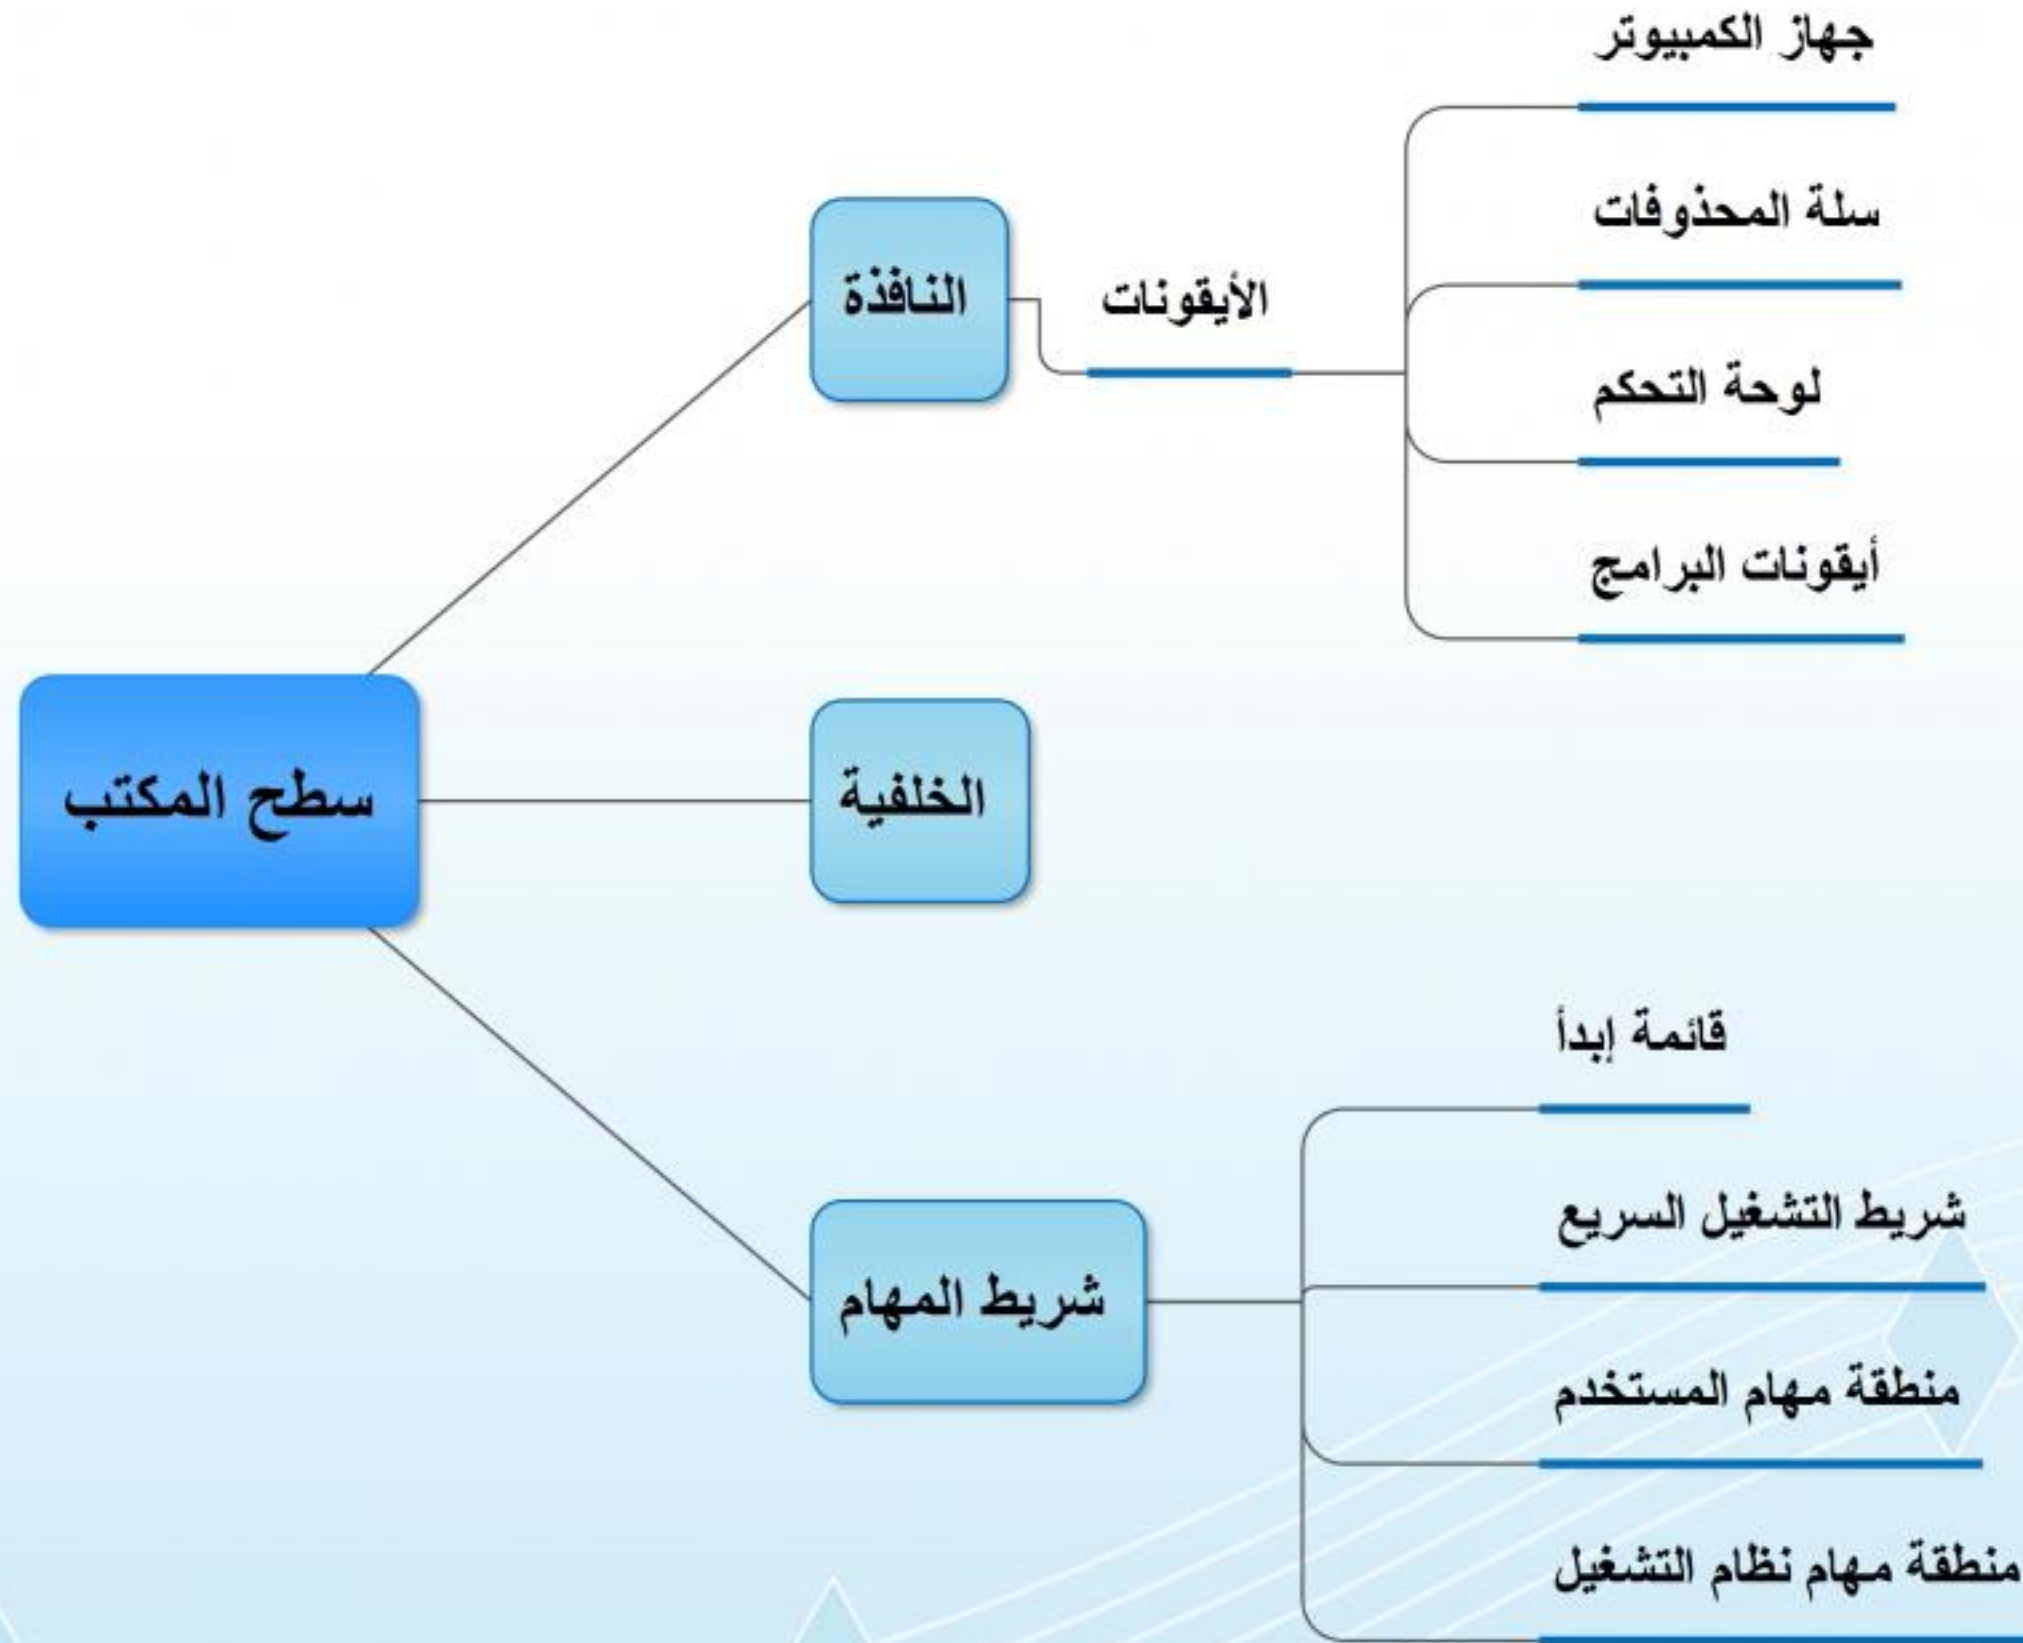 سطح المكتب
النافذة
الأيقونات
جهاز الكمبيوتر
سلة المحذوفات
لوحة التحكم
أيقونات البرامج
الخلفية
شريط المهام
قائمة إبدأ
شريط التشغيل السريع
منطقة مهام المستخدم
منطقة مهام نظام التشغيل